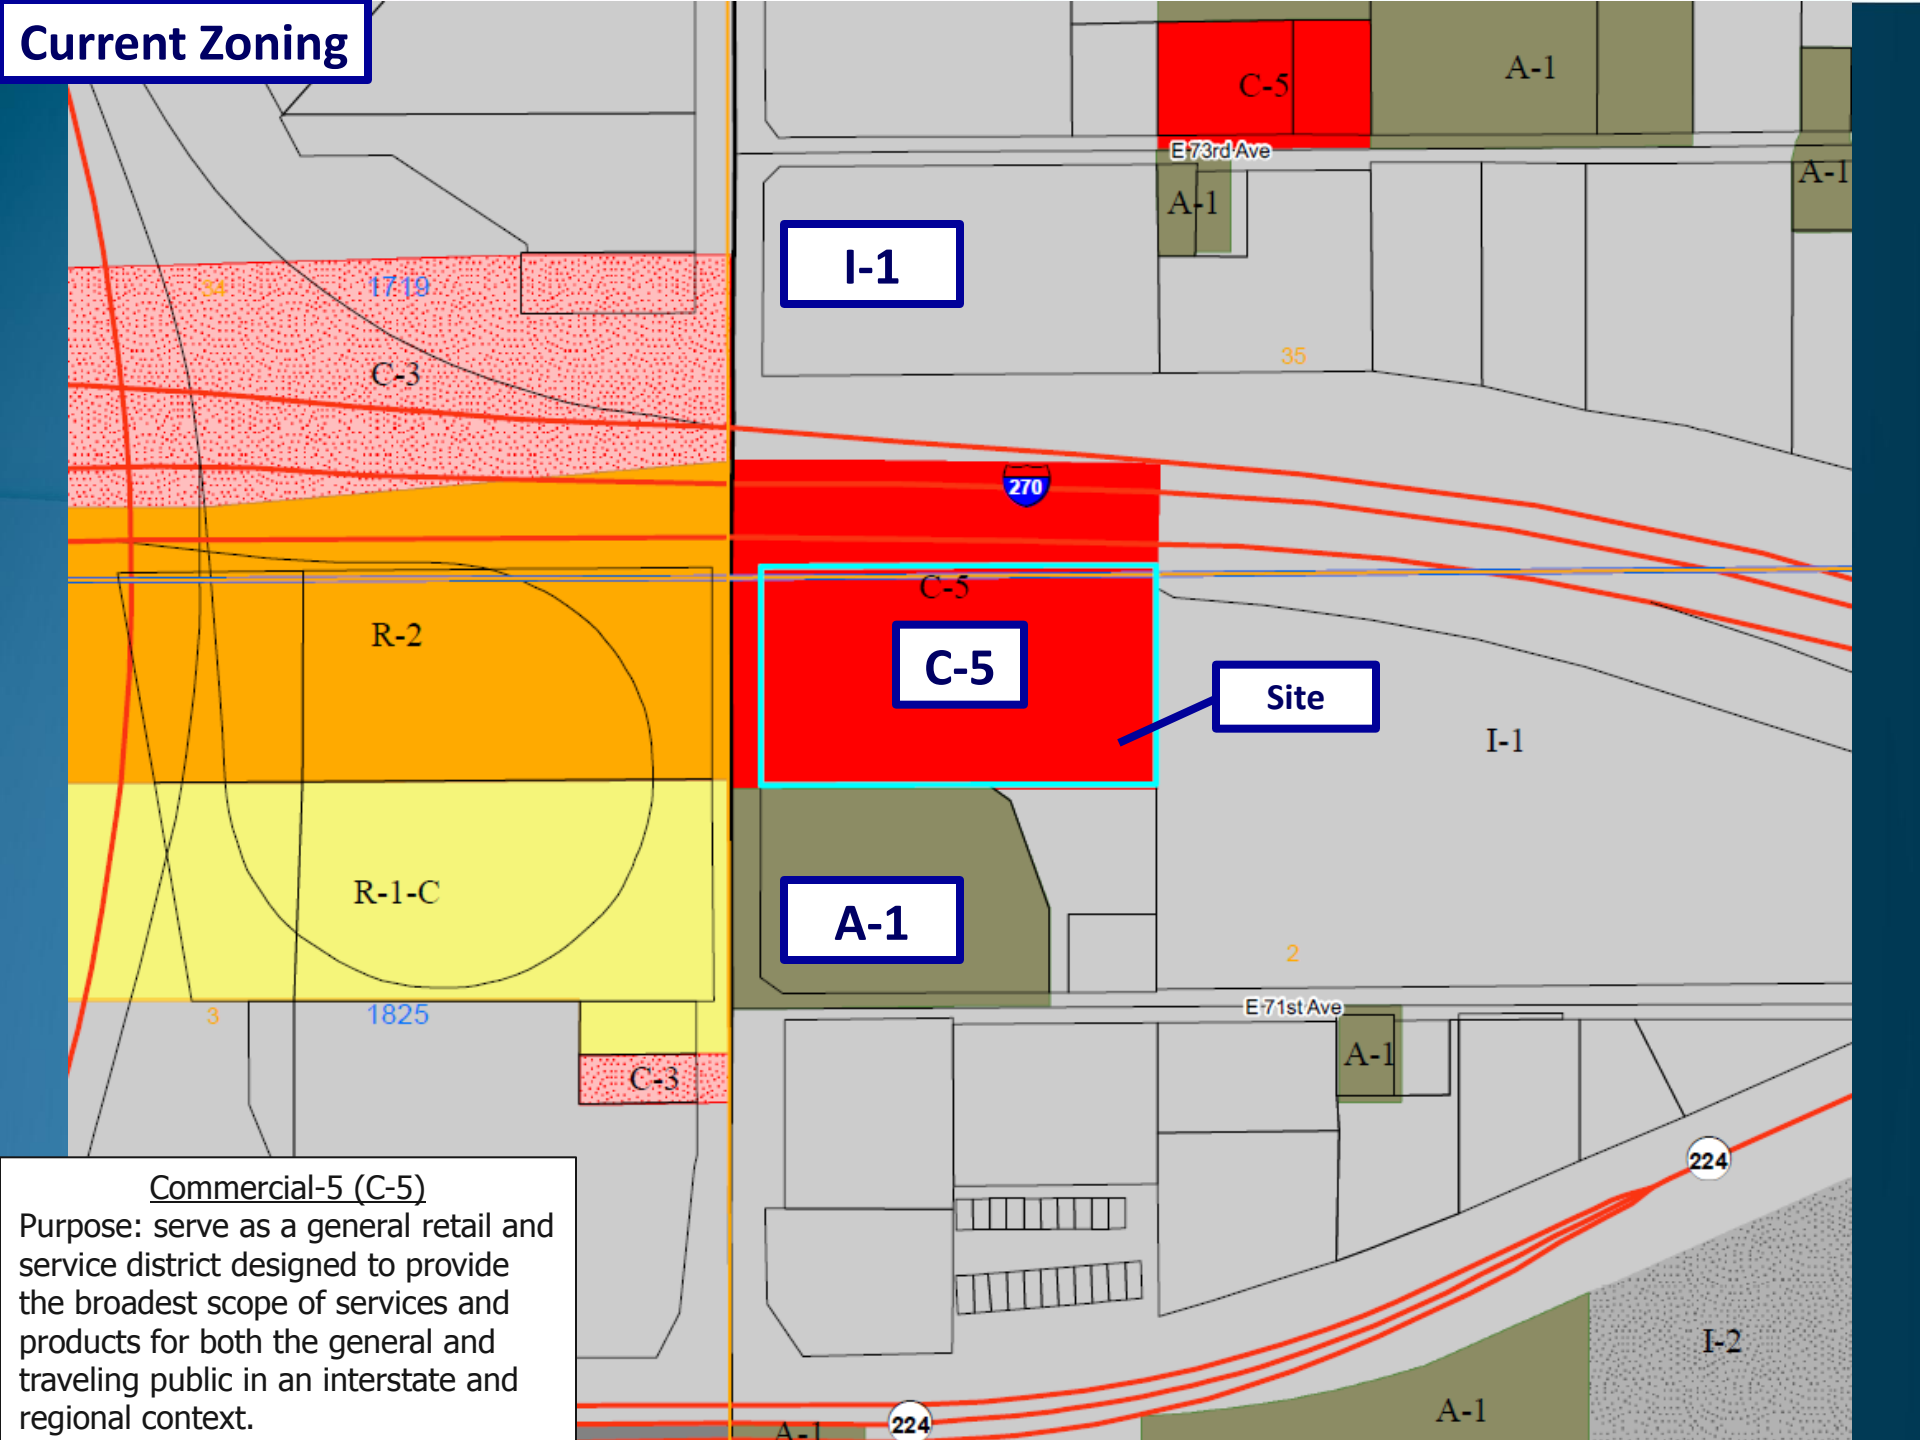 Current Zoning
C-5
A-1
E 73rd Ave
A-1
A-1
I-1
34
1719
35
C-3
270
C-5
R-2
C-5
Site
I-1
R-1-C
A-1
2
3
1825
E 71st Ave
A-1
C-3
224
Commercial-5 (C-5)
Purpose: serve as a general retail and
service district designed to provide
the broadest scope of services and
products for both the general and
traveling public in an interstate and
regional context.
I-2
A-1
224
A-1